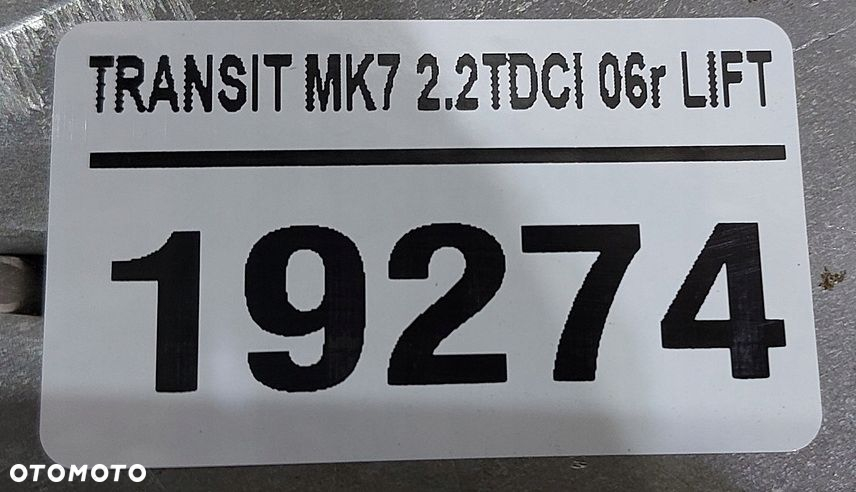 TRANSIT MK7 2.2TDCI 06r LIFT
19274
OTOMOTO